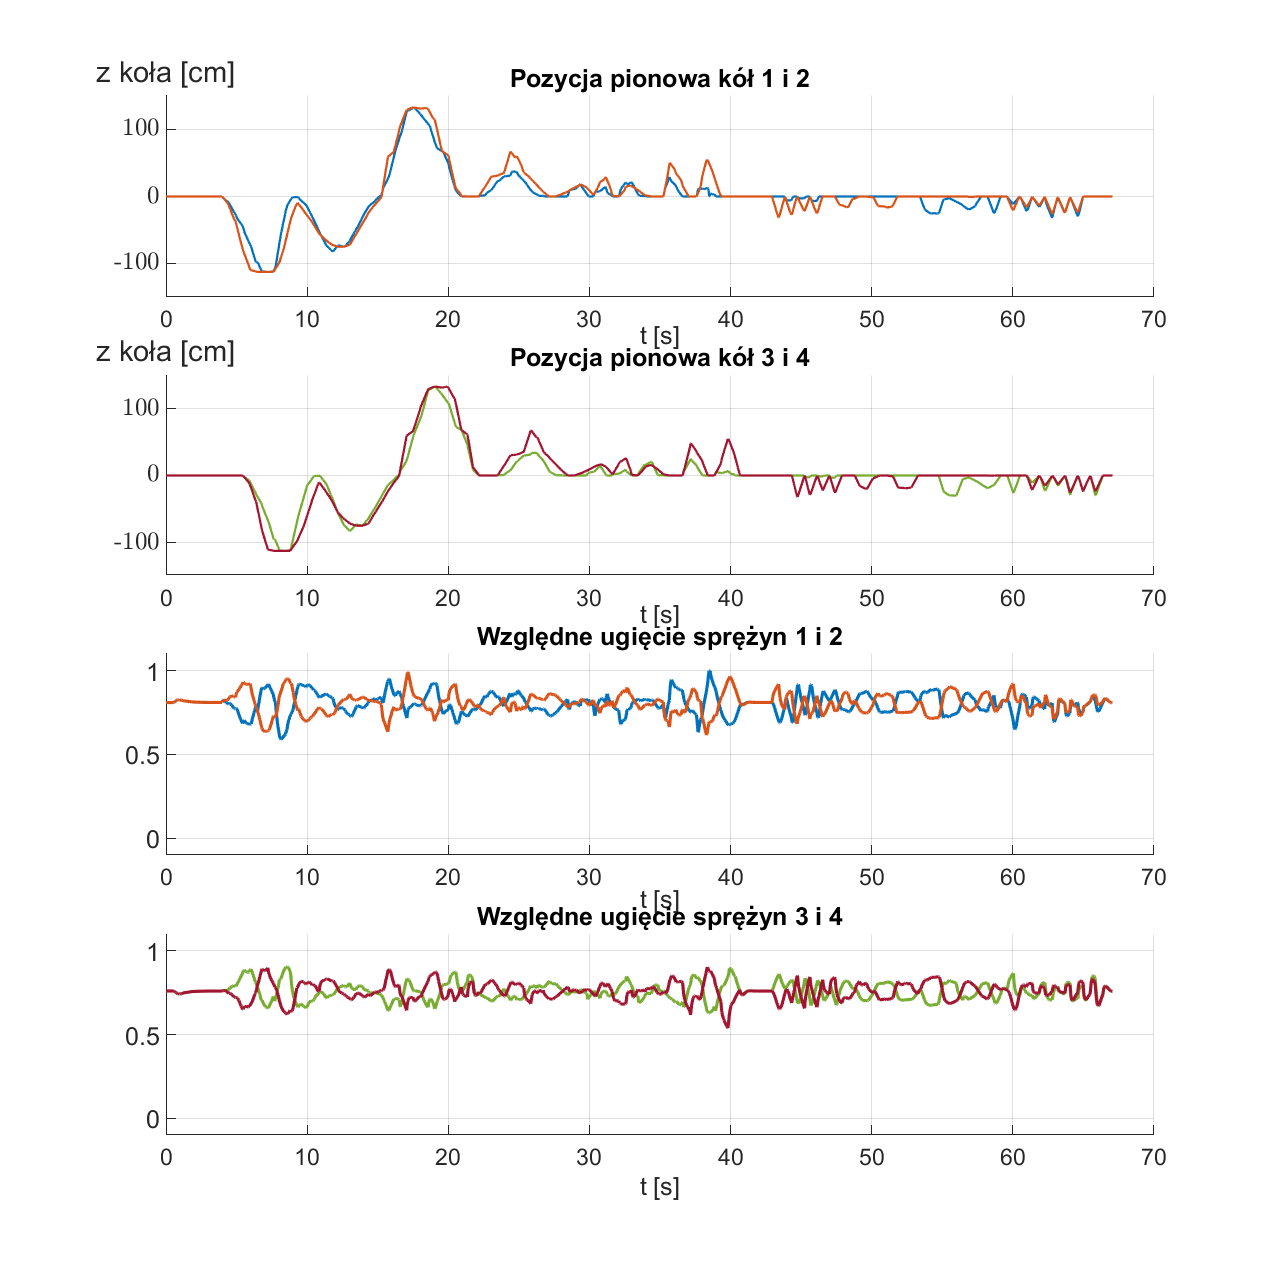 z koła [cm]
Pozycja pionowa kół 1 i 2
100
0
-100
0 10 20 30 40 50 60 70
t [s]
z koła [cm]
Pozycja pionowa kół 3 i 4
100
0
-100
0 10 20 30 40 50 60 70
t [s]
Względne ugięcie sprężyn 1 i 2
1
0.5
0
0 10 20 30 40 50 60 70
t [s]
Względne ugięcie sprężyn 3 i 4
1
0.5
0
0 10 20 30 40 50 60 70
t [s]